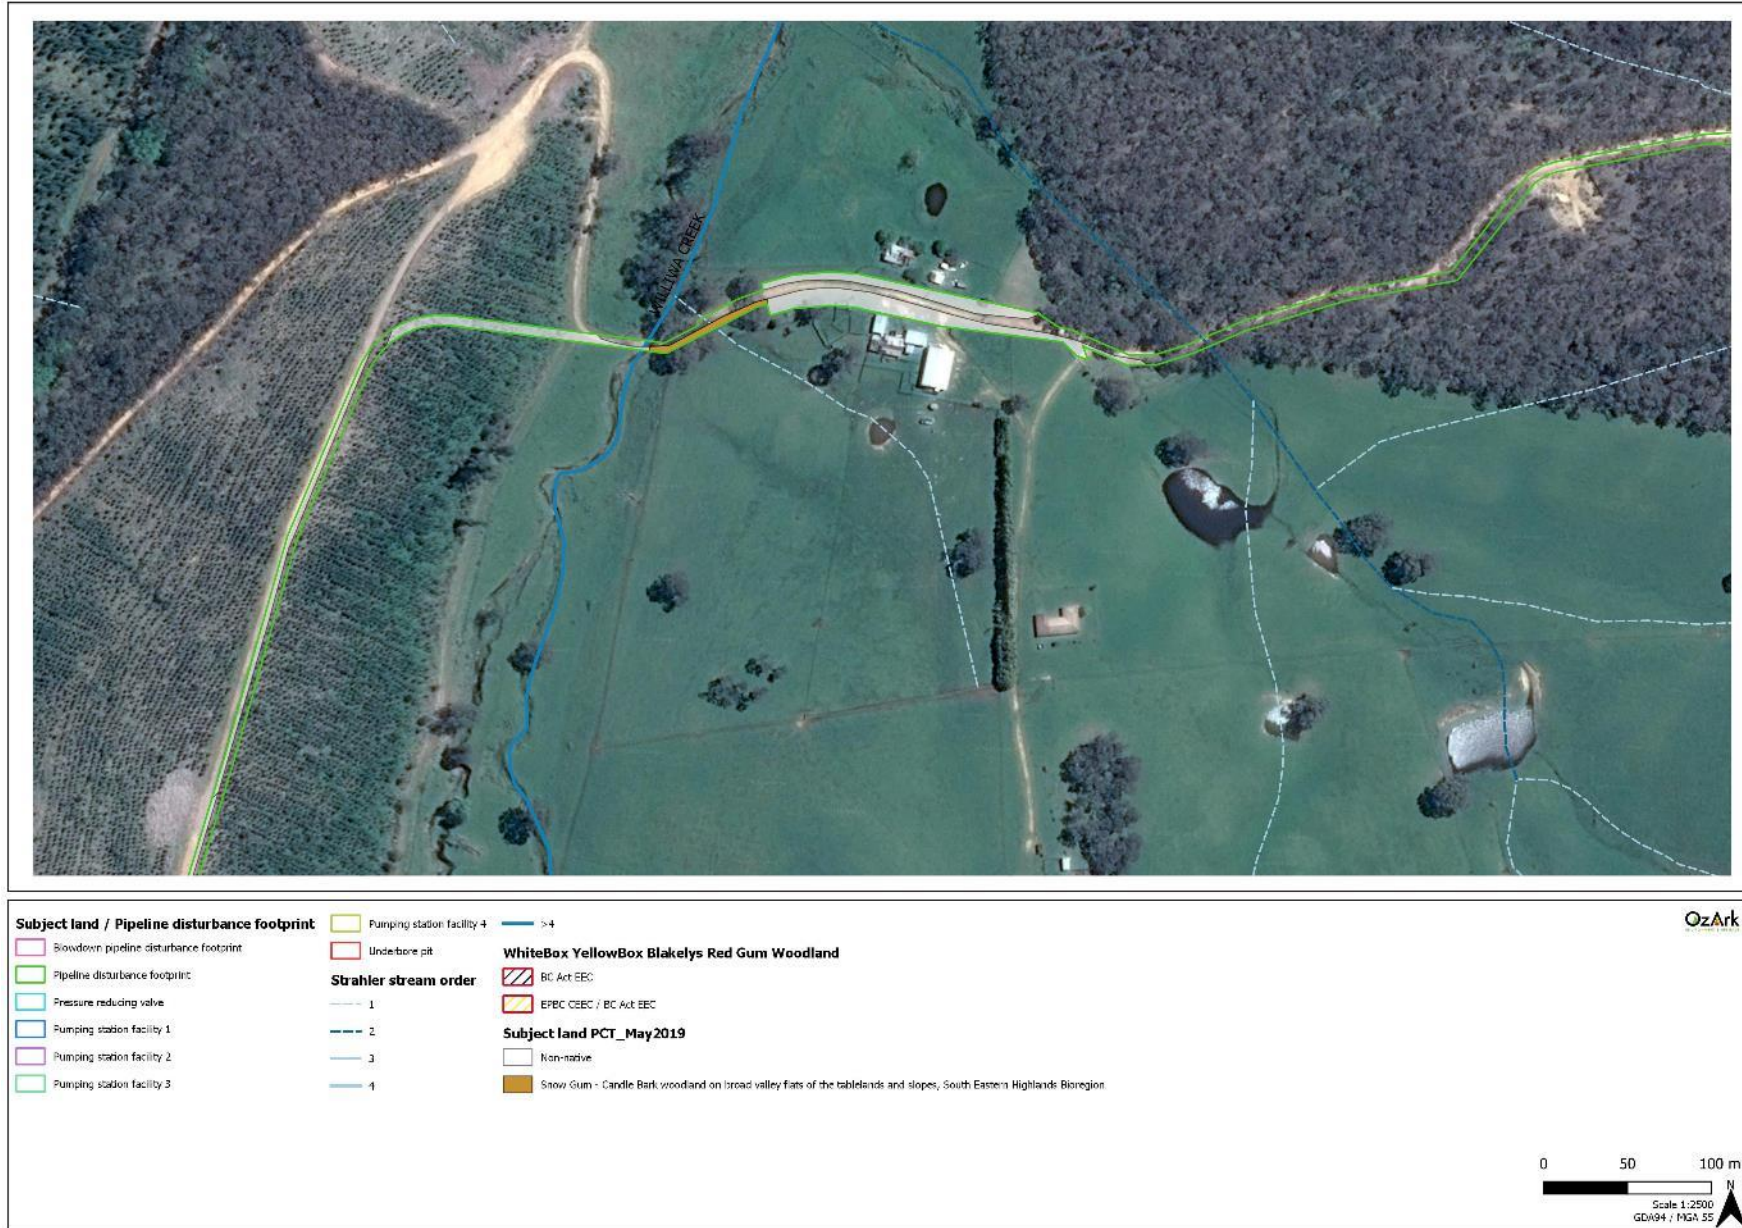 WILLIWA CREEK
Subject land / Pipeline disturbance footprint
Blowdown pipeline disturbance footprint
Pipeline disturbance footprint
Pressure reducing valve
Pumping station facility 1
Pumping station facility 2
Pumping station facility 3
Pumping station facility 4
Underbore pit
Strahler stream order
1
2
3
4
>4
WhiteBox YellowBox Blakelys Red Gum Woodland
BC Act EEC
EPBC CEEC / BC Act EEC
Subject land PCT_May2019
Non-native
Snow Gum - Candle Bark woodland on broad valley flats of the tablelands and slopes, South Eastern Highlands Bioregion
OzArk
0 50 100 m
N
Scale 1:2500
GDA94 / MGA 55